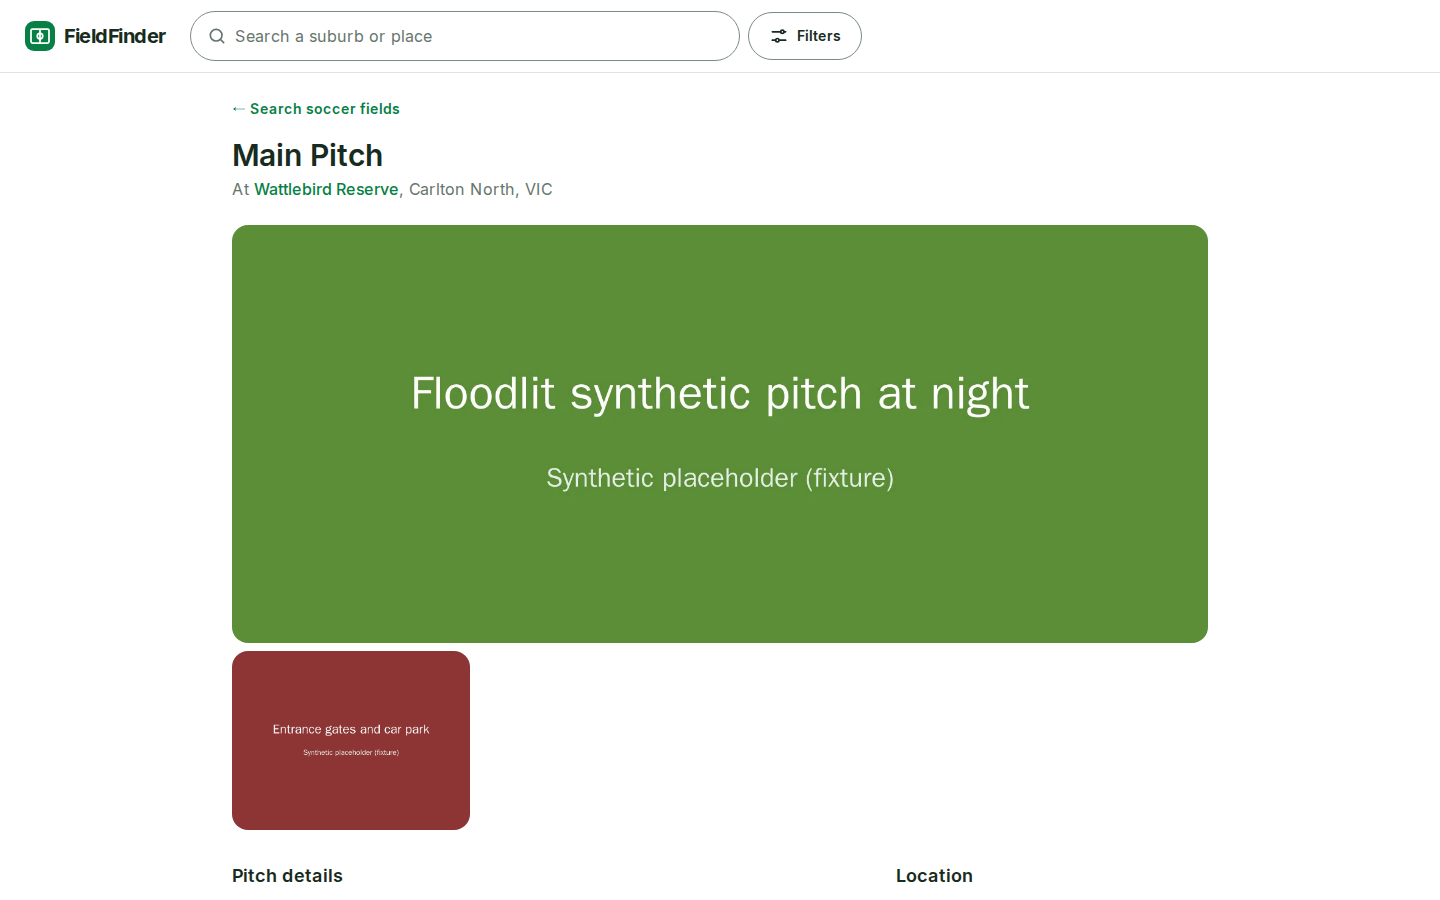 FieldFinder
Search a suburb or place
Filters
← Search soccer fields
Main Pitch
At Wattlebird Reserve, Carlton North, VIC
Floodlit synthetic pitch at night
Synthetic placeholder (fixture)
Entrance gates and car park
Synthetic placeholder (fixture)
Pitch details
Location